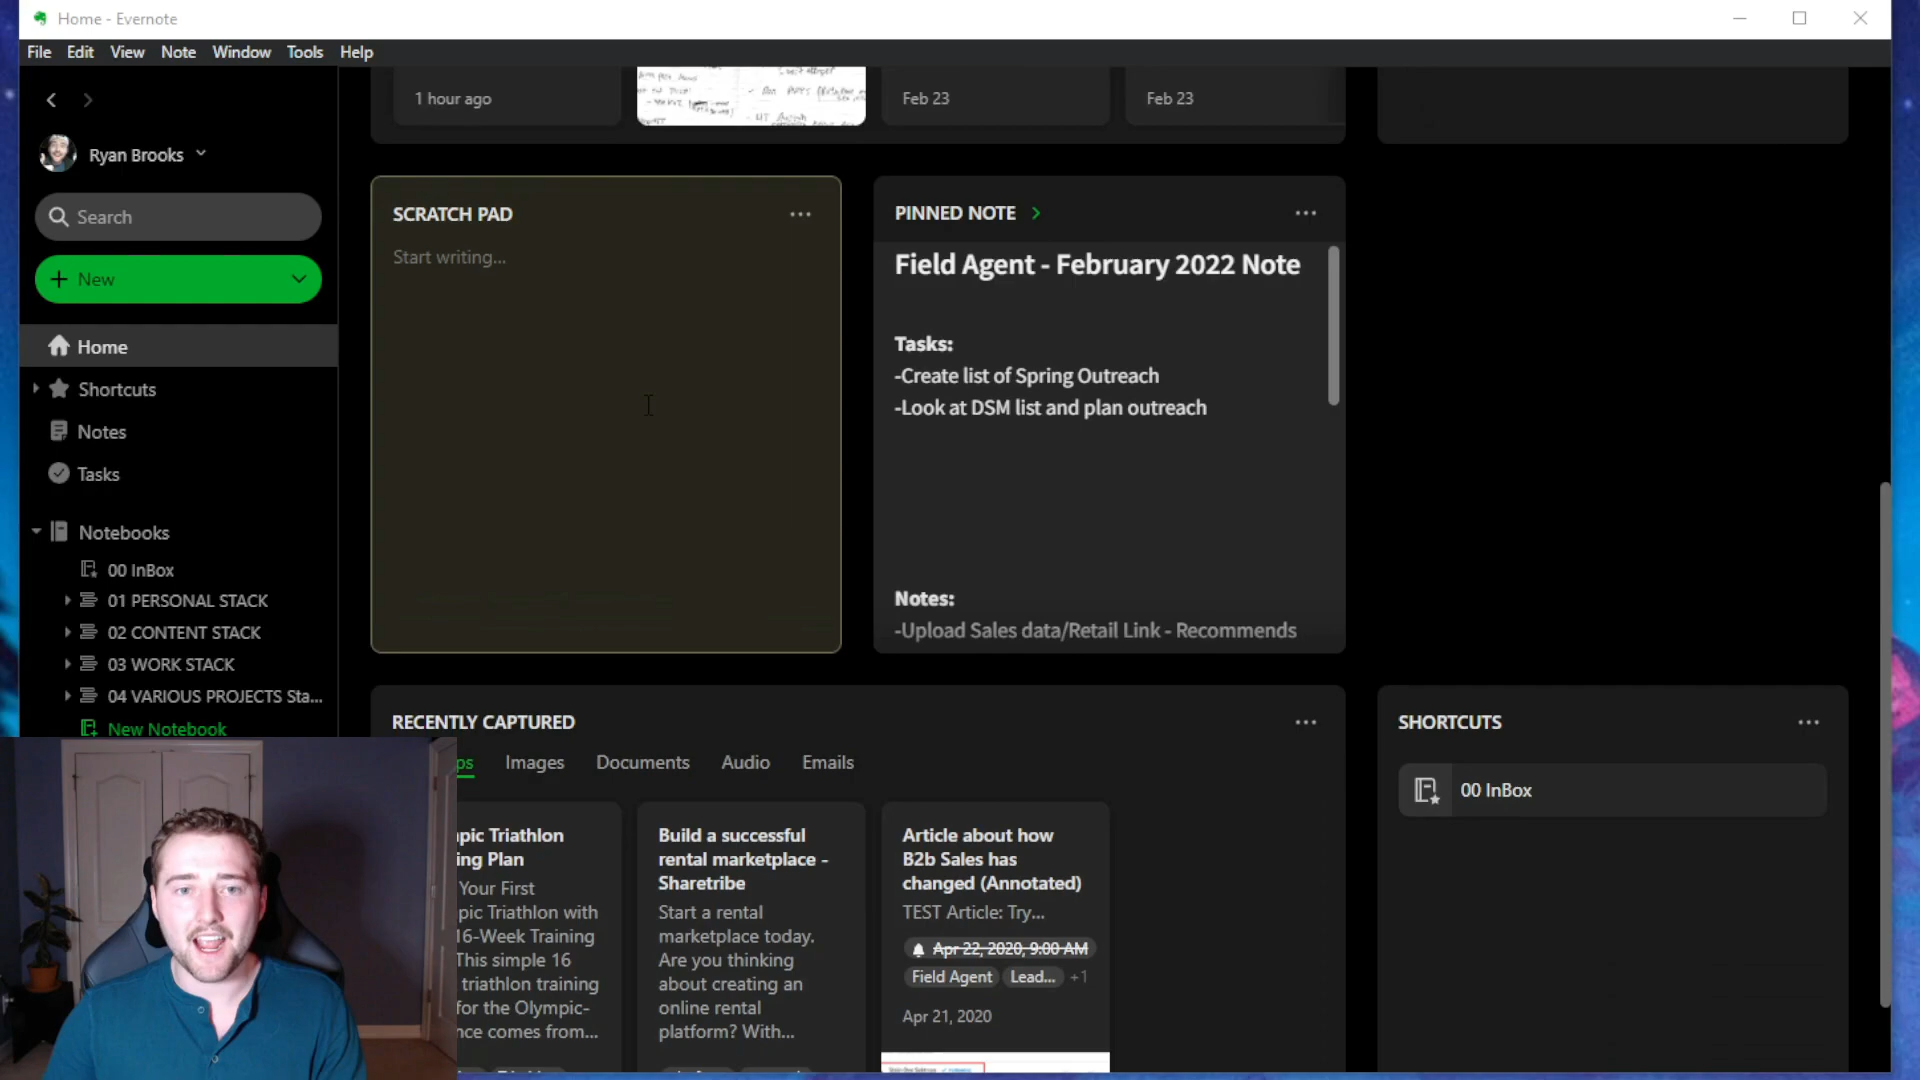 Home - Evernote
File Edit View Note Window Tools Help
Ryan Brooks
Search
New
Home
Shortcuts
Notes
Tasks
Notebooks
00 InBox
01 PERSONAL STACK
02 CONTENT STACK
03 WORK STACK
04 VARIOUS PROJECTS Sta...
New Notebook
1 hour ago
Feb 23
Feb 23
SCRATCH PAD
Start writing...
PINNED NOTE
Field Agent - February 2022 Note
Tasks:
-Create list of Spring Outreach
-Look at DSM list and plan outreach
Notes:
-Upload Sales data/Retail Link - Recommends
RECENTLY CAPTURED
ps Images Documents Audio Emails
pic Triathlon
ing Plan
Your First
pic Triathlon with
16-Week Training
This simple 16
triathlon training
for the Olympic-
nce comes from...
Build a successful
rental marketplace -
Sharetribe
Start a rental
marketplace today.
Are you thinking
about creating an
online rental
platform? With...
Article about how
B2b Sales has
changed (Annotated)
TEST Article: Try...
Apr 22, 2020, 9:00 AM
Field Agent Lead... +1
Apr 21, 2020
SHORTCUTS
00 InBox